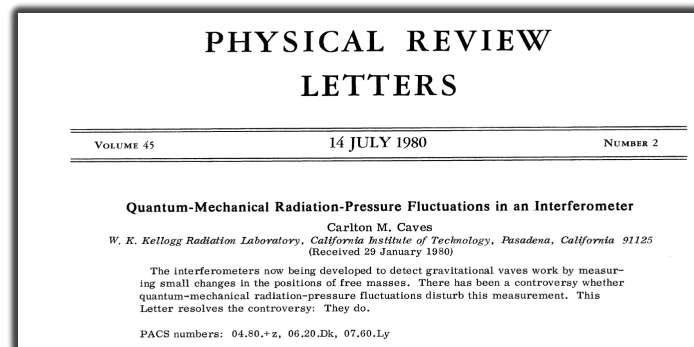 PHYSICAL REVIEW
LETTERS
VOLUME 45
14 JULY 1980
NUMBER 2
Quantum-Mechanical Radiation-Pressure Fluctuations in an Interferometer
Carlton M. Caves
W. K. Kellogg Radiation Laboratory, California Institute of Technology, Pasadena, California 91125
(Received 29 January 1980)
The interferometers now being developed to detect gravitational vaves work by measur-
ing small changes in the positions of free masses. There has been a controversy whether
quantum-mechanical radiation-pressure fluctuations disturb this measurement. This
Letter resolves the controversy: They do.
PACS numbers: 04.80.+z, 06.20.Dk, 07.60.Ly